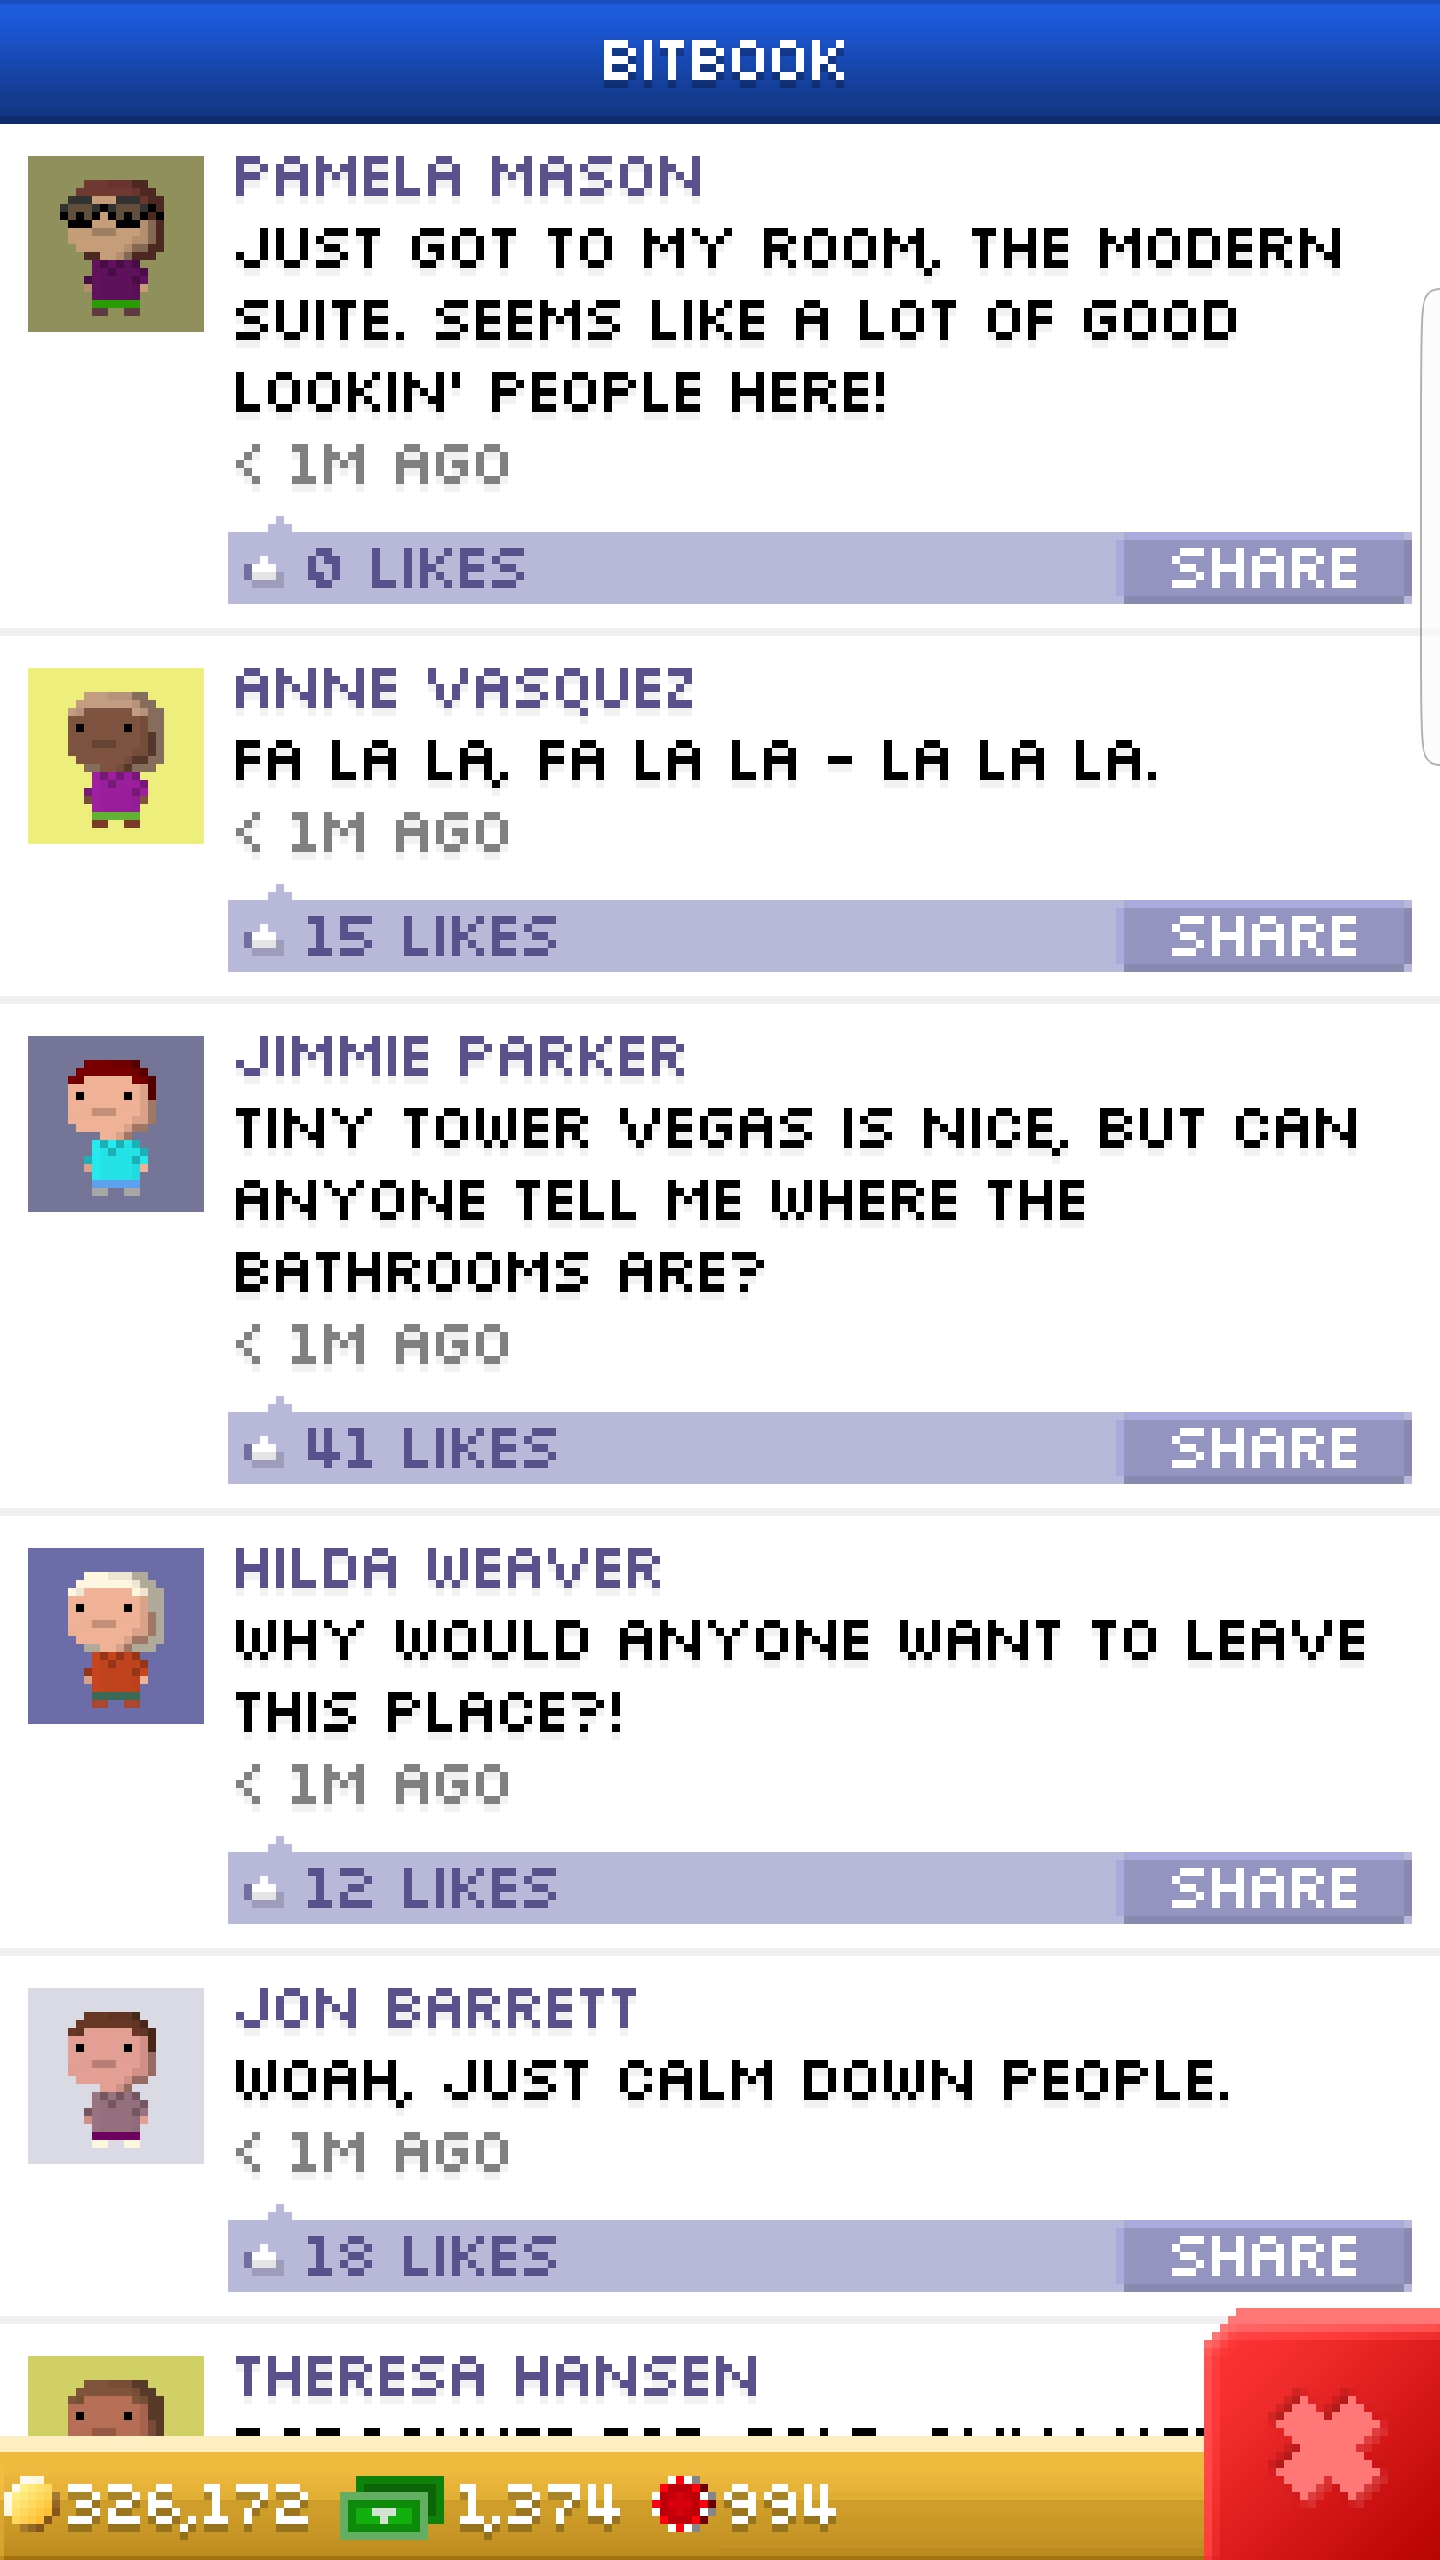 BITBOOK
PAMELA MASON
JUST GOT TO MY ROOM, THE MODERN
SUITE. SEEMS LIKE A LOT OF GOOD
LOOKIN' PEOPLE HERE!
< 1M AGO
0 LIKES SHARE
ANNE VASQUEZ
FA LA LA, FA LA LA - LA LA LA.
< 1M AGO
15 LIKES SHARE
JIMMIE PARKER
TINY TOWER VEGAS IS NICE, BUT CAN
ANYONE TELL ME WHERE THE
BATHROOMS ARE?
< 1M AGO
41 LIKES SHARE
HILDA WEAVER
WHY WOULD ANYONE WANT TO LEAVE
THIS PLACE?!
< 1M AGO
12 LIKES SHARE
JON BARRETT
WOAH, JUST CALM DOWN PEOPLE.
< 1M AGO
18 LIKES SHARE
THERESA HANSEN
326,172 1,374 994